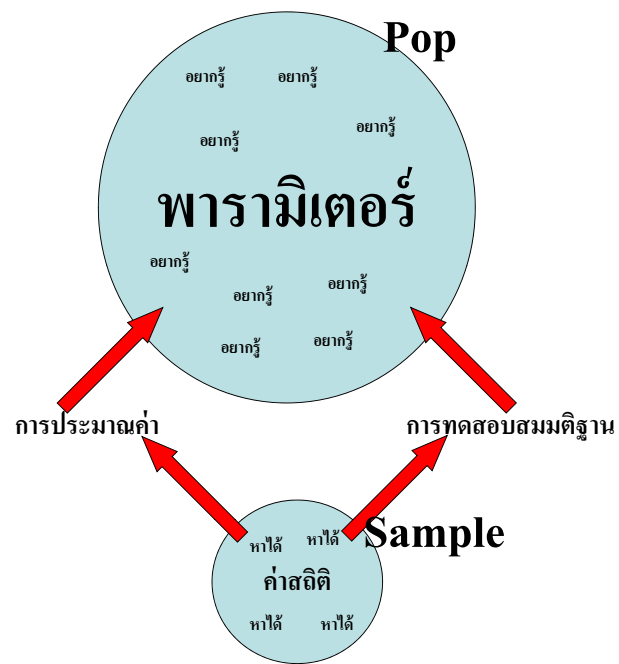 Pop
อยากรู้ อยากรู้
อยากรู้ อยากรู้
พารามิเตอร์
อยากรู้
อยากรู้ อยากรู้
อยากรู้ อยากรู้
การประมาณค่า การทดสอบสมมติฐาน
Sample
หาได้ หาได้
ค่าสถิติ
หาได้ หาได้